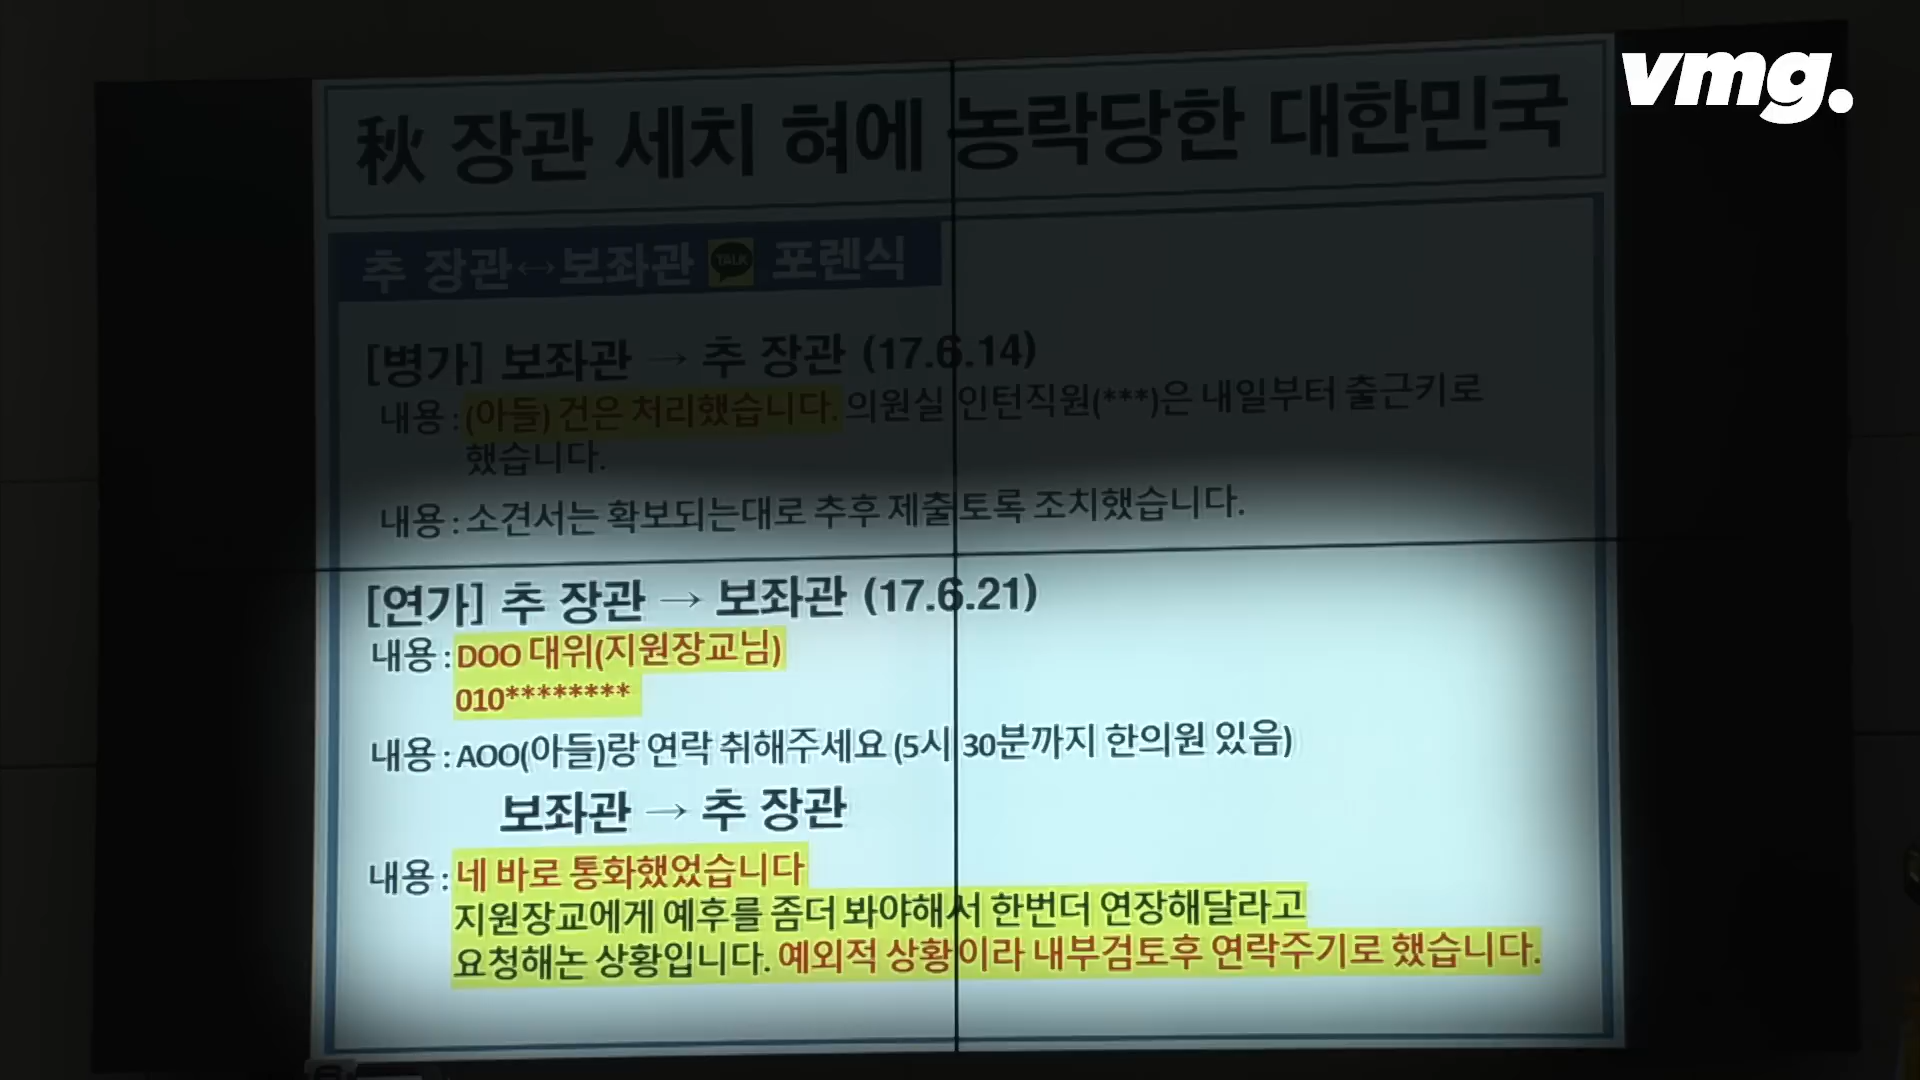 vmg.
秋 장관 세치 혀에 농락당한 대한민국
추 장관↔보좌관 TALK 포렌식
[병가] 보좌관 → 추 장관 (17.6.14)
내용 : (아들) 건은 처리했습니다. 의원실 인턴직원(***)은 내일부터 출근키로
했습니다.
내용 : 소견서는 확보되는대로 추후 제출토록 조치했습니다.
[연가] 추 장관 → 보좌관 (17.6.21)
내용 : DOO 대위(지원장교님)
010********
내용 : AOO(아들)랑 연락 취해주세요 (5시 30분까지 한의원 있음)
보좌관 → 추 장관
내용 : 네 바로 통화했었습니다
지원장교에게 예후를 좀더 봐야해서 한번더 연장해달라고
요청해논 상황입니다. 예외적 상황이라 내부검토후 연락주기로 했습니다.